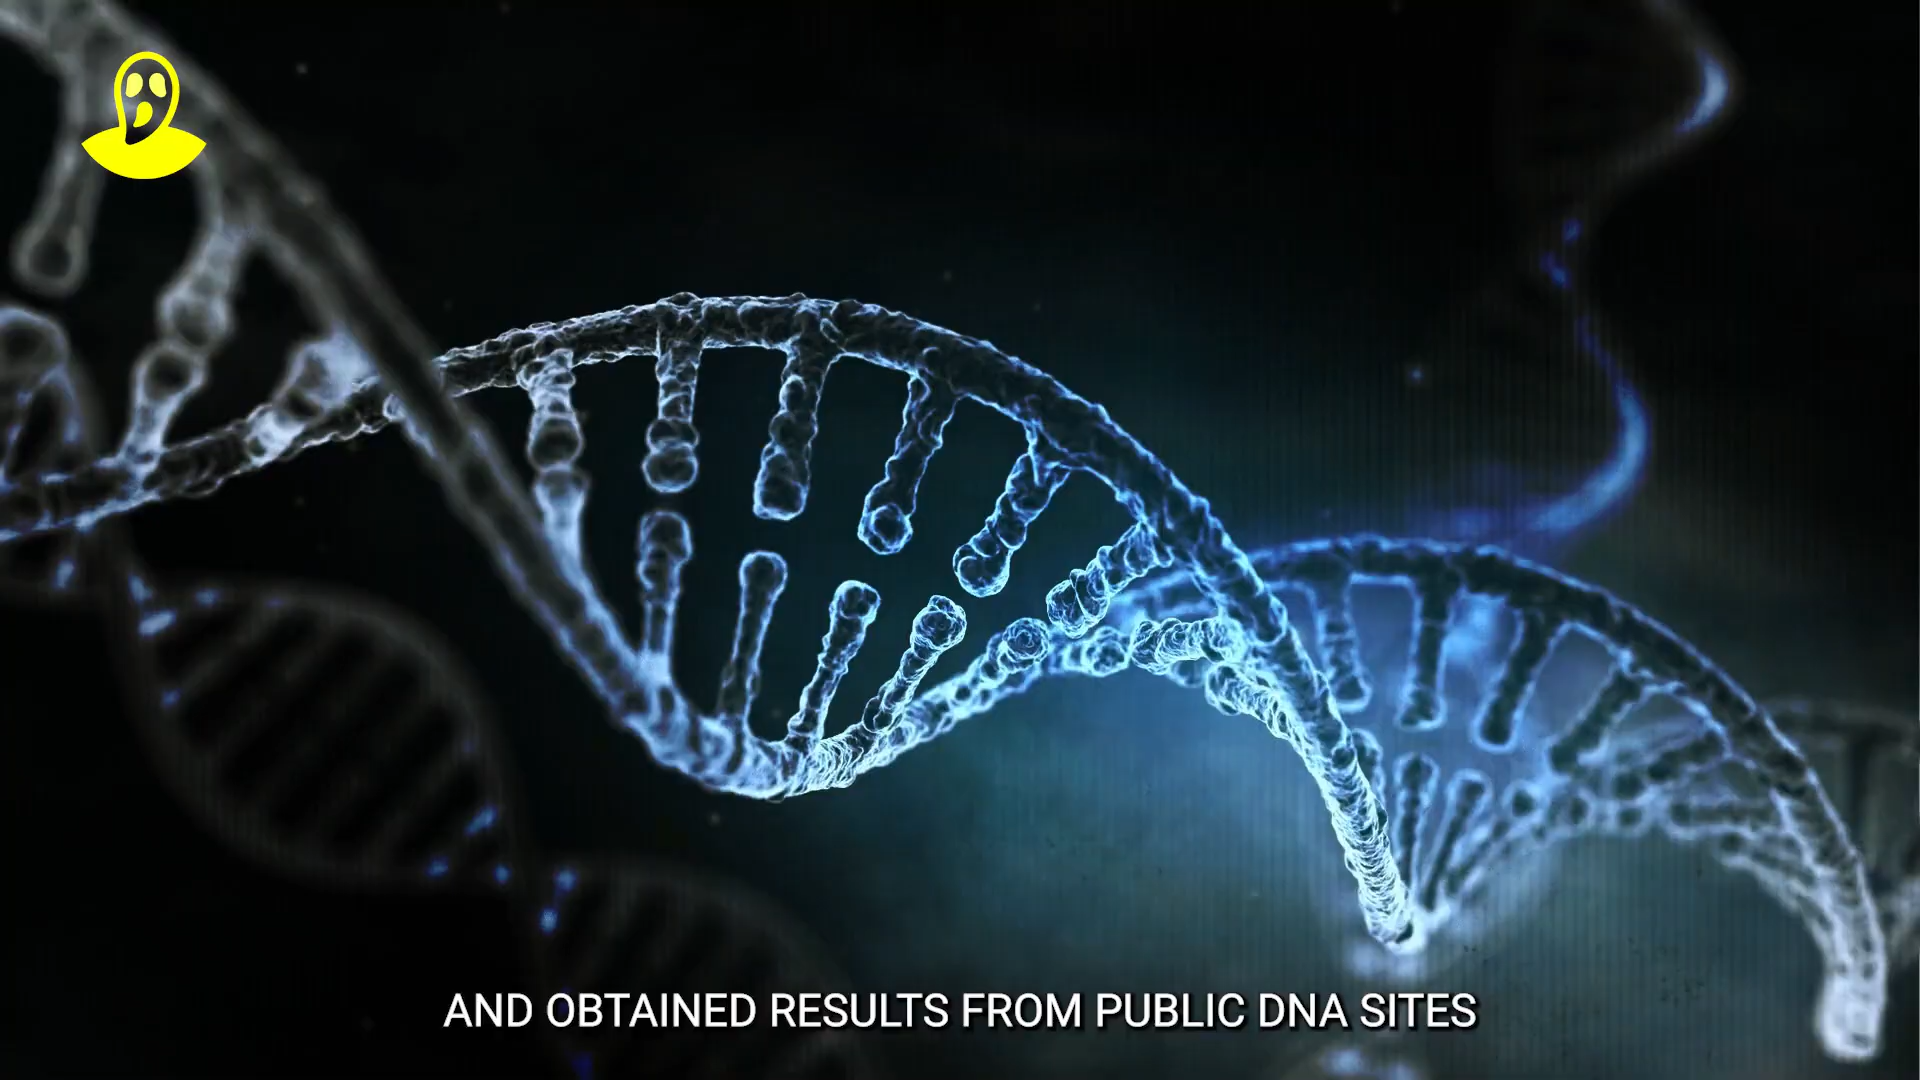 AND OBTAINED RESULTS FROM PUBLIC DNA SITES